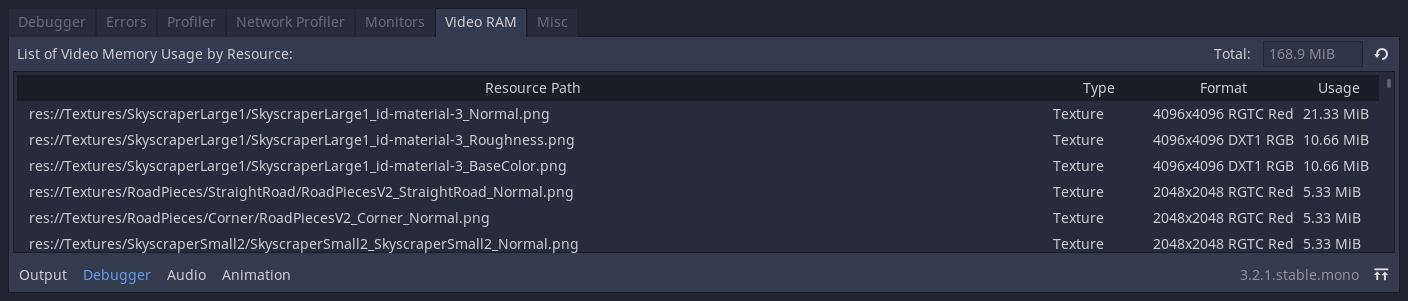 Debugger Errors Profiler Network Profiler Monitors Video RAM Misc
List of Video Memory Usage by Resource: Total: 168.9 MiB
Resource Path Type Format Usage
res://Textures/SkyscraperLarge1/SkyscraperLarge1_id-material-3_Normal.png Texture 4096x4096 RGTC Red 21.33 MiB
res://Textures/SkyscraperLarge1/SkyscraperLarge1_id-material-3_Roughness.png Texture 4096x4096 DXT1 RGB 10.66 MiB
res://Textures/SkyscraperLarge1/SkyscraperLarge1_id-material-3_BaseColor.png Texture 4096x4096 DXT1 RGB 10.66 MiB
res://Textures/RoadPieces/StraightRoad/RoadPiecesV2_StraightRoad_Normal.png Texture 2048x2048 RGTC Red 5.33 MiB
res://Textures/RoadPieces/Corner/RoadPiecesV2_Corner_Normal.png Texture 2048x2048 RGTC Red 5.33 MiB
res://Textures/SkyscraperSmall2/SkyscraperSmall2_SkyscraperSmall2_Normal.png Texture 2048x2048 RGTC Red 5.33 MiB
Output Debugger Audio Animation 3.2.1.stable.mono